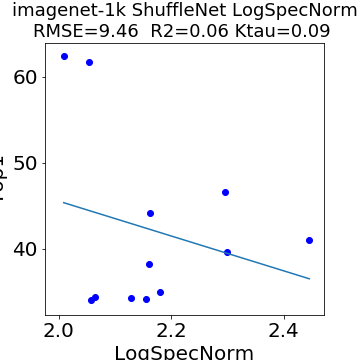 imagenet-1k ShuffleNet LogSpecNorm
RMSE=9.46 R2=0.06 Ktau=0.09
60
50
40
2.0 2.2 2.4
LogSpecNorm